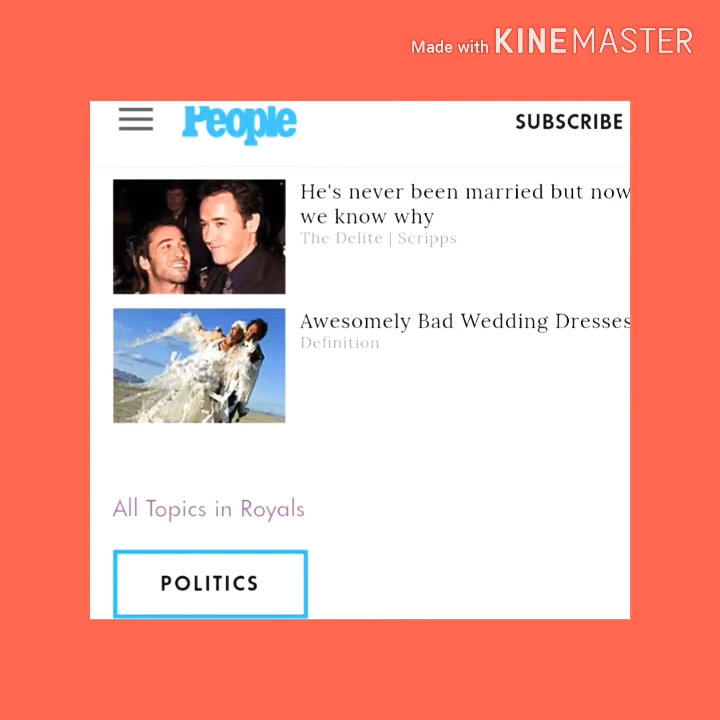 Made with KINEMASTER
People
SUBSCRIBE
He's never been married but now
we know why
The Delite | Scripps
Awesomely Bad Wedding Dresses
Definition
All Topics in Royals
POLITICS